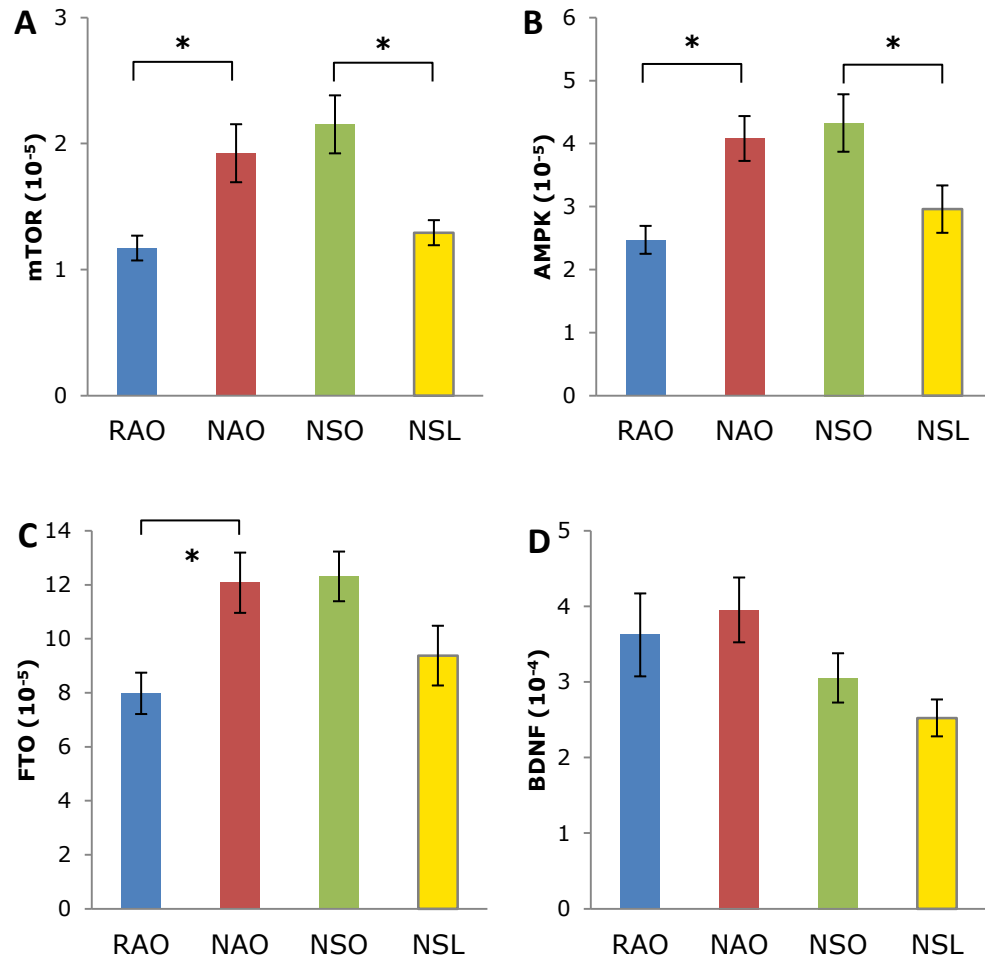 A
mTOR (10⁻⁵)
3
2
1
0
*
*
RAO NAO NSO NSL
B
AMPK (10⁻⁵)
6
5
4
3
2
1
0
*
*
RAO NAO NSO NSL
C
FTO (10⁻⁵)
14
12
10
8
6
4
2
0
*
RAO NAO NSO NSL
D
BDNF (10⁻⁴)
5
4
3
2
1
0
RAO NAO NSO NSL